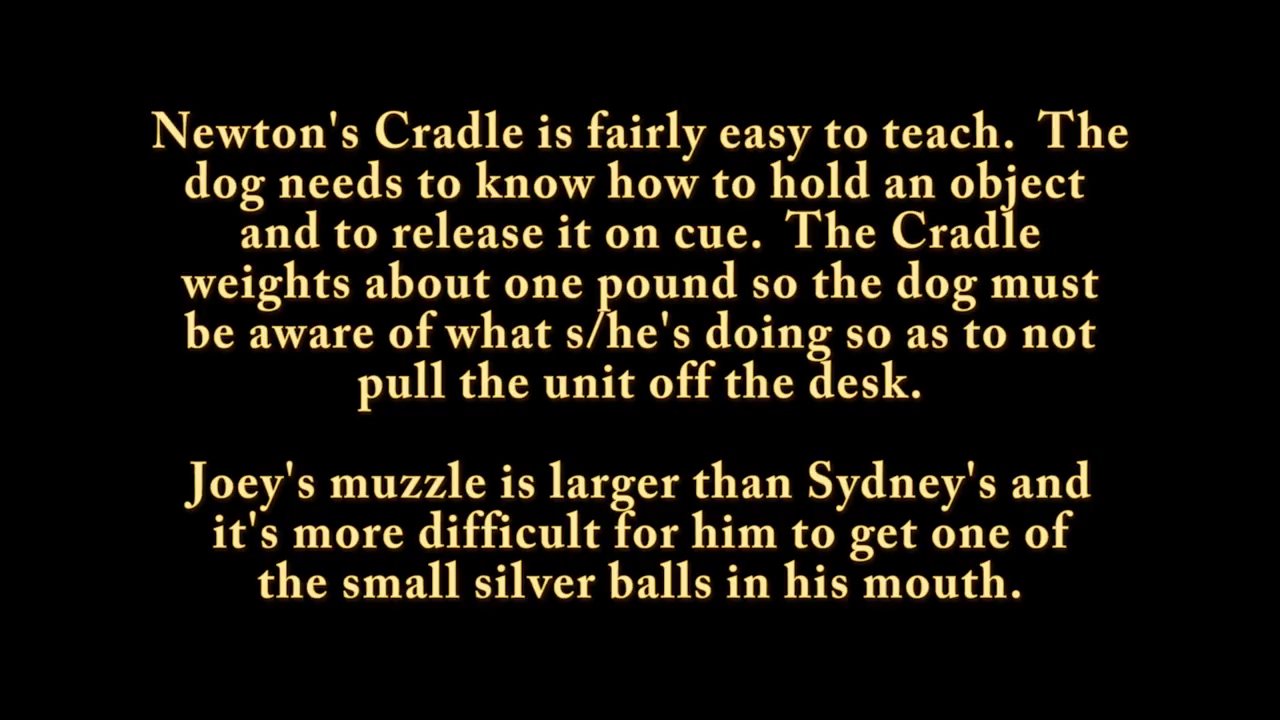 Newton's Cradle is fairly easy to teach.  The
dog needs to know how to hold an object
and to release it on cue.  The Cradle
weights about one pound so the dog must
be aware of what s/he's doing so as to not
pull the unit off the desk.
Joey's muzzle is larger than Sydney's and
it's more difficult for him to get one of
the small silver balls in his mouth.